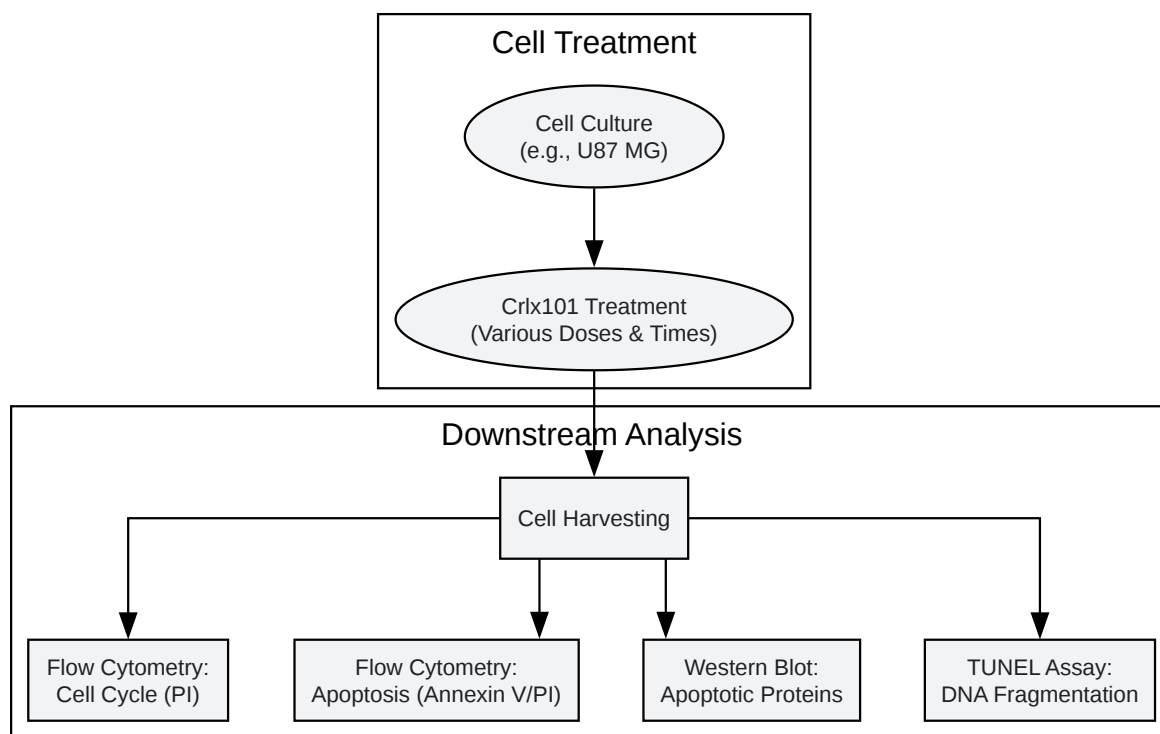 Cell Treatment
Cell Culture
(e.g., U87 MG)
Crlx101 Treatment
(Various Doses & Times)
Downstream Analysis
Cell Harvesting
Flow Cytometry:
Cell Cycle (PI)
Flow Cytometry:
Apoptosis (Annexin V/PI)
Western Blot:
Apoptotic Proteins
TUNEL Assay:
DNA Fragmentation